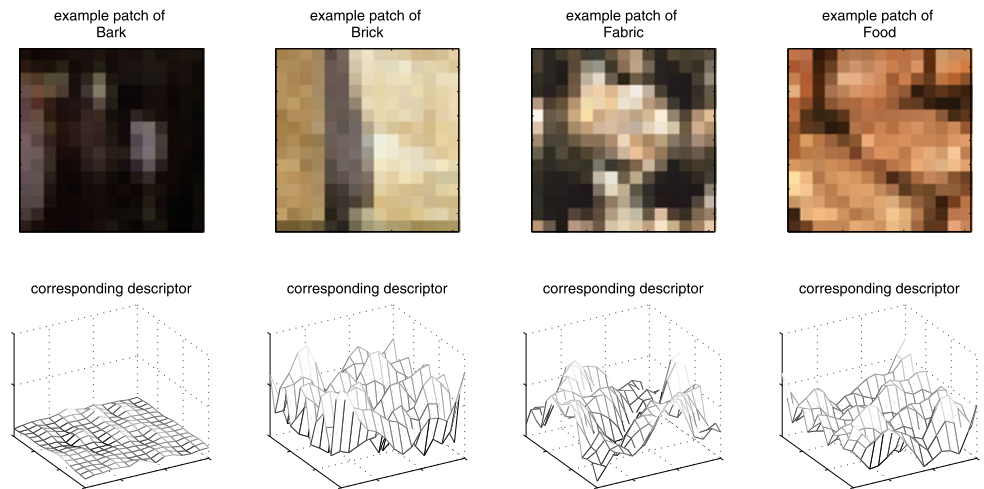 example patch of
Bark
example patch of
Brick
example patch of
Fabric
example patch of
Food
corresponding descriptor
corresponding descriptor
corresponding descriptor
corresponding descriptor